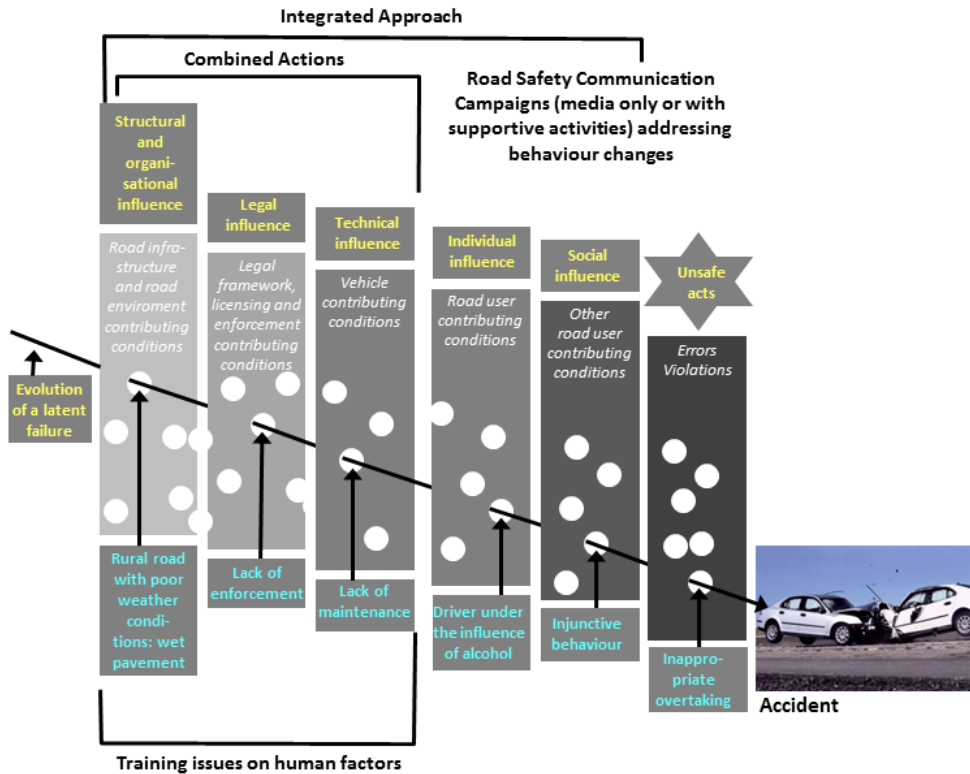 Integrated Approach
Combined Actions
Road Safety Communication
Campaigns (media only or with
supportive activities) addressing
behaviour changes
Structural
and
organi-
sational
influence
Legal
influence
Technical
influence
Individual
influence
Social
influence
Unsafe
acts
Road infra-
structure
and road
enviroment
contributing
conditions
Legal
framework,
licensing and
enforcement
contributing
conditions
Vehicle
contributing
conditions
Road user
contributing
conditions
Other
road user
contributing
conditions
Errors
Violations
Evolution
of a latent
failure
Rural road
with poor
weather
condi-
tions: wet
pavement
Lack of
enforcement
Lack of
maintenance
Driver under
the influence
of alcohol
Injunctive
behaviour
Inappro-
priate
overtaking
Accident
Training issues on human factors